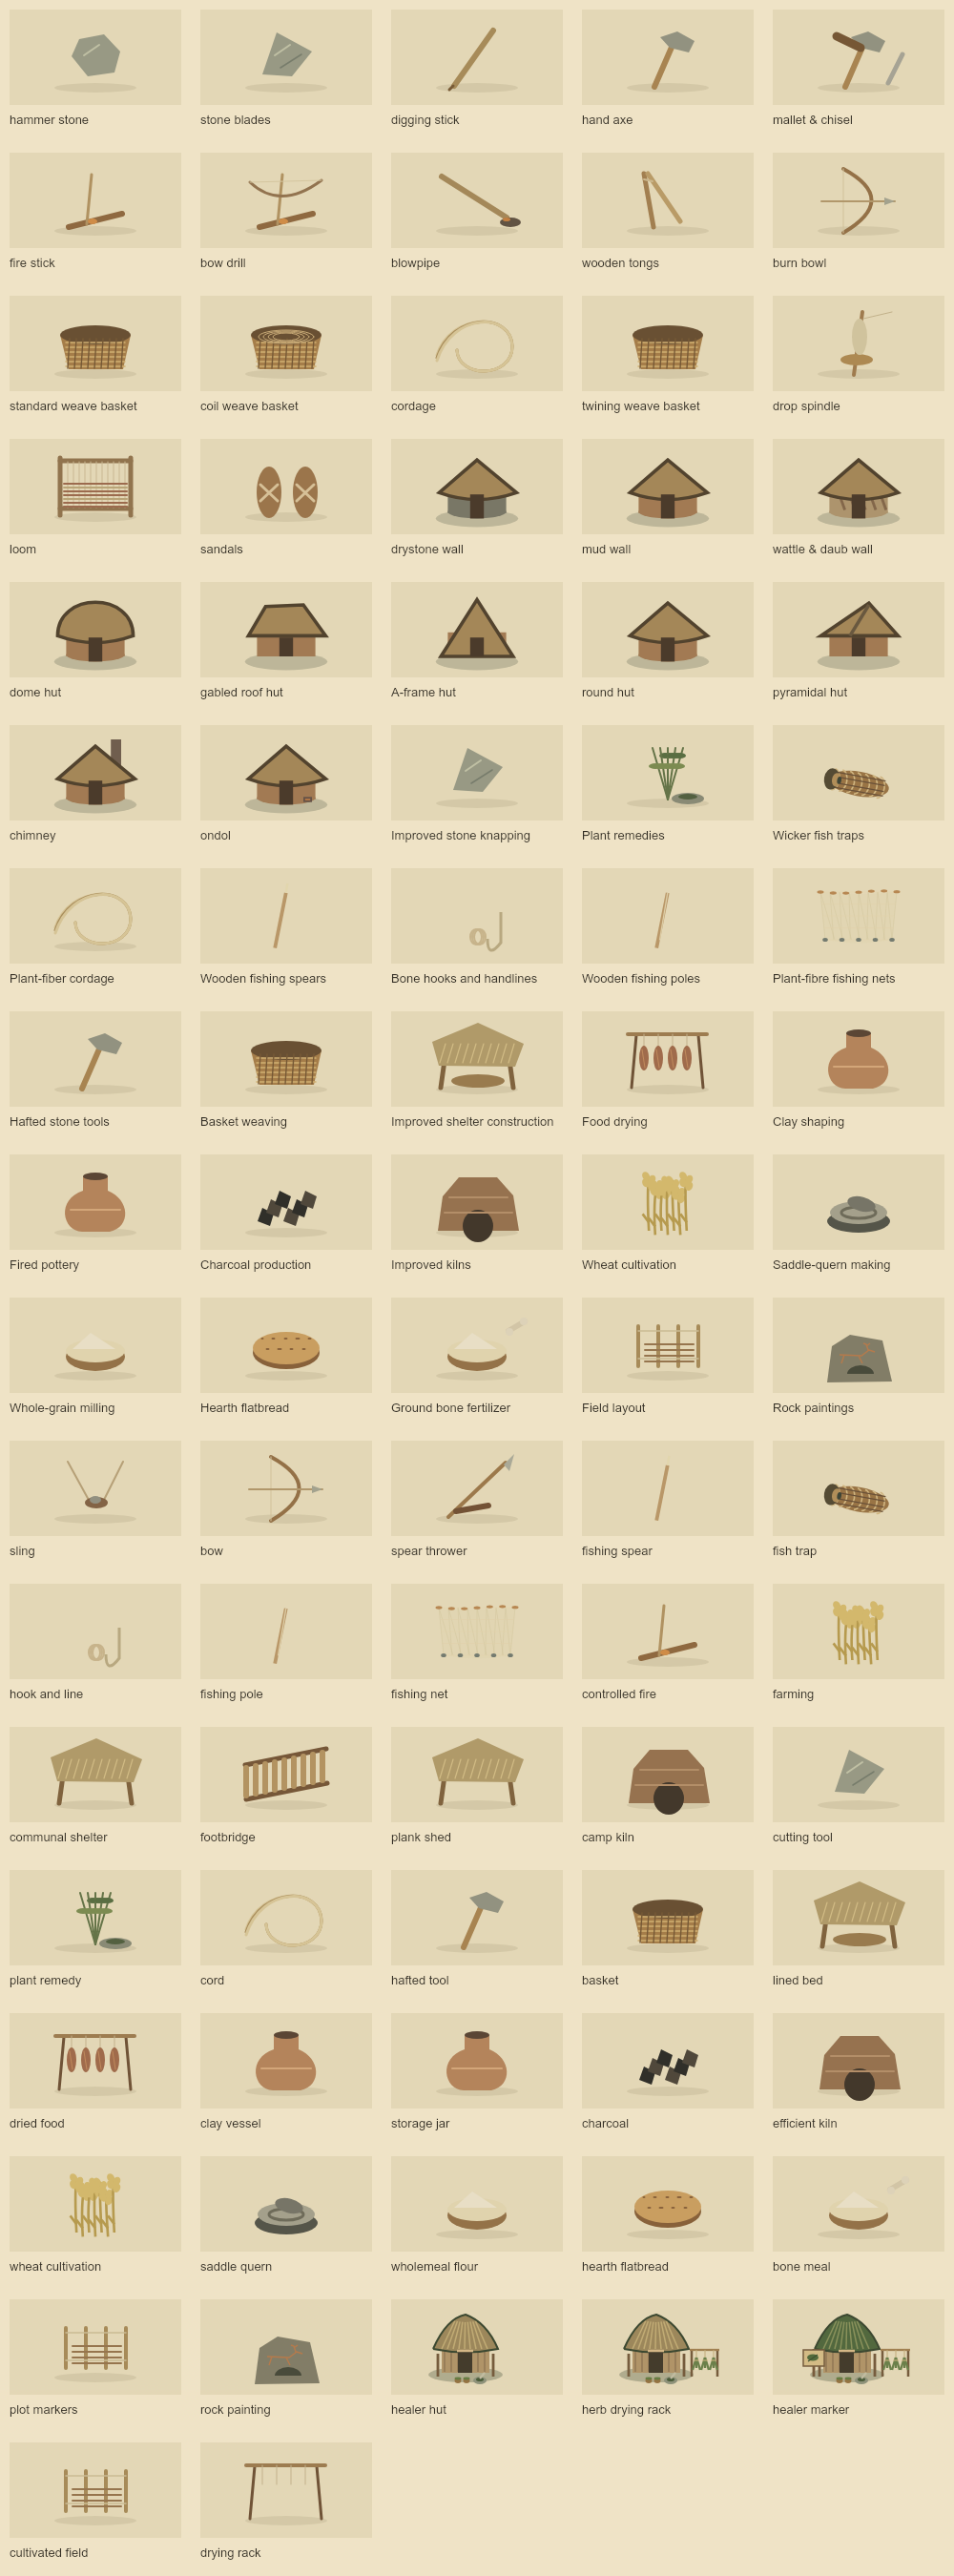 hammer stone
stone blades
digging stick
hand axe
mallet & chisel
fire stick
bow drill
blowpipe
wooden tongs
burn bowl
standard weave basket
coil weave basket
cordage
twining weave basket
drop spindle
loom
sandals
drystone wall
mud wall
wattle & daub wall
dome hut
gabled roof hut
A-frame hut
round hut
pyramidal hut
chimney
ondol
Improved stone knapping
Plant remedies
Wicker fish traps
Plant-fiber cordage
Wooden fishing spears
Bone hooks and handlines
Wooden fishing poles
Plant-fibre fishing nets
Hafted stone tools
Basket weaving
Improved shelter construction
Food drying
Clay shaping
Fired pottery
Charcoal production
Improved kilns
Wheat cultivation
Saddle-quern making
Whole-grain milling
Hearth flatbread
Ground bone fertilizer
Field layout
Rock paintings
sling
bow
spear thrower
fishing spear
fish trap
hook and line
fishing pole
fishing net
controlled fire
farming
communal shelter
footbridge
plank shed
camp kiln
cutting tool
plant remedy
cord
hafted tool
basket
lined bed
dried food
clay vessel
storage jar
charcoal
efficient kiln
wheat cultivation
saddle quern
wholemeal flour
hearth flatbread
bone meal
plot markers
rock painting
healer hut
herb drying rack
healer marker
cultivated field
drying rack